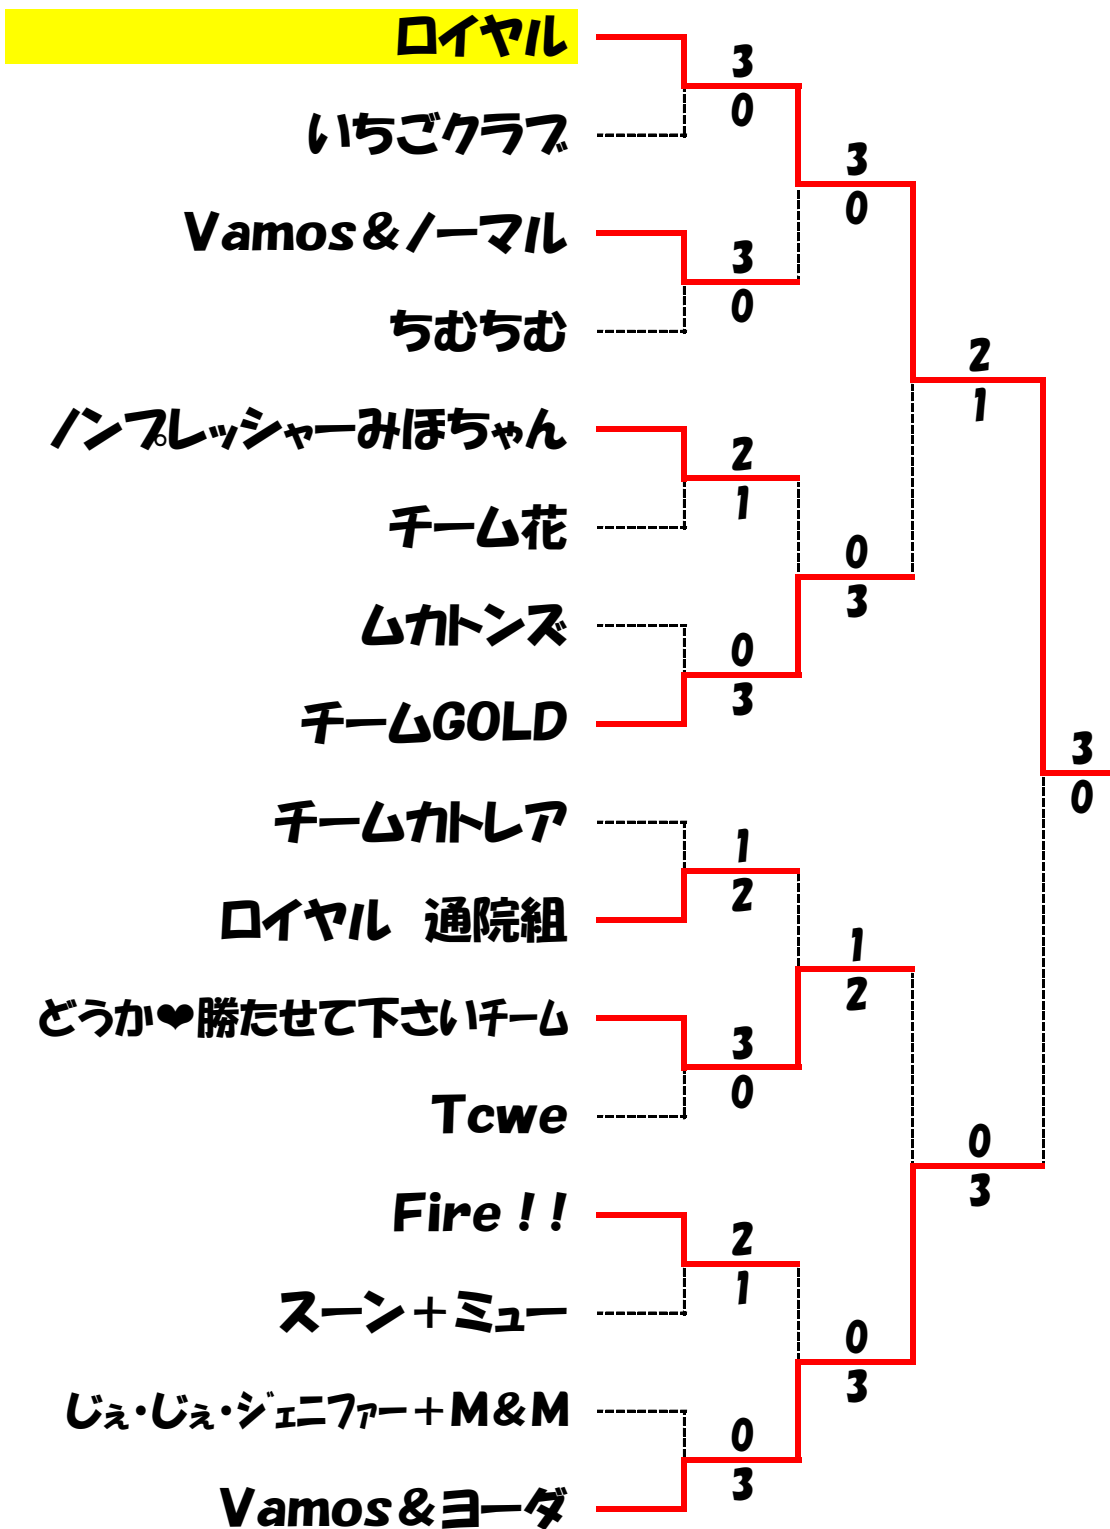 ロイヤル
3
0
いちごクラブ
3
0
Vamos＆ノーマル
3
0
ちむちむ
2
1
ノンプレッシャーみほちゃん
2
1
チーム花
0
3
ムカトンズ
0
3
チームGOLD
3
0
チームカトレア
1
2
ロイヤル　通院組
1
2
どうか❤勝たせて下さいチーム
3
0
Tcwe
0
3
Fire！！
2
1
スーン＋ミュー
0
3
じぇ・じぇ・ジェニファー＋M＆M
0
3
Vamos＆ヨーダ